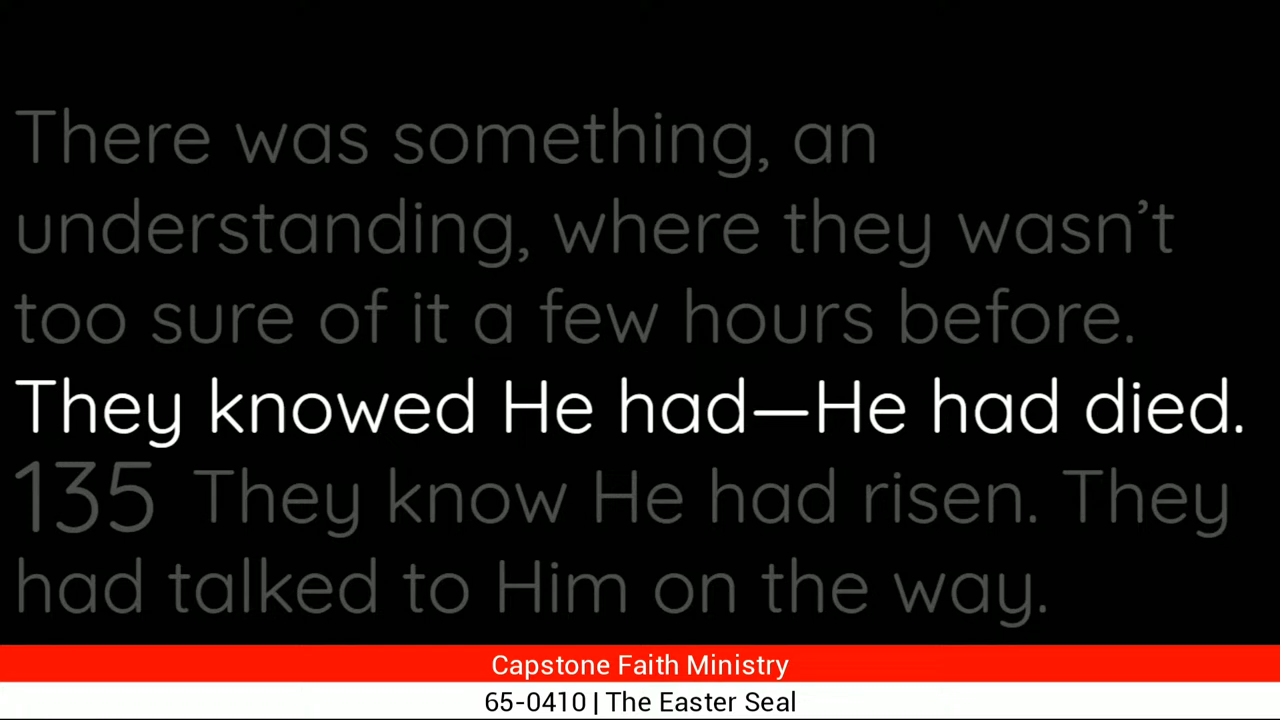 There was something, an
understanding, where they wasn’t
too sure of it a few hours before.
They knowed He had—He had died.
135 They know He had risen. They
had talked to Him on the way.
Capstone Faith Ministry
65-0410 | The Easter Seal